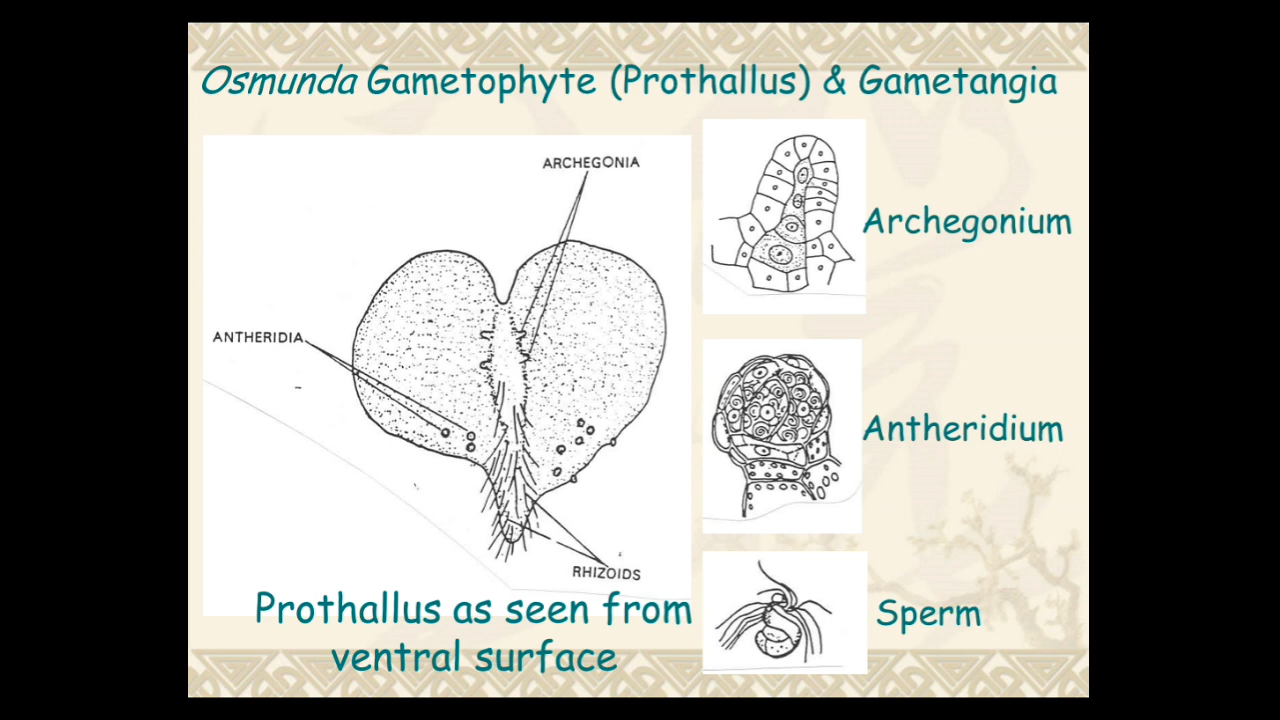 Osmunda Gametophyte (Prothallus) & Gametangia
ARCHEGONIA
ANTHERIDIA
RHIZOIDS
Prothallus as seen from
ventral surface
Archegonium
Antheridium
Sperm